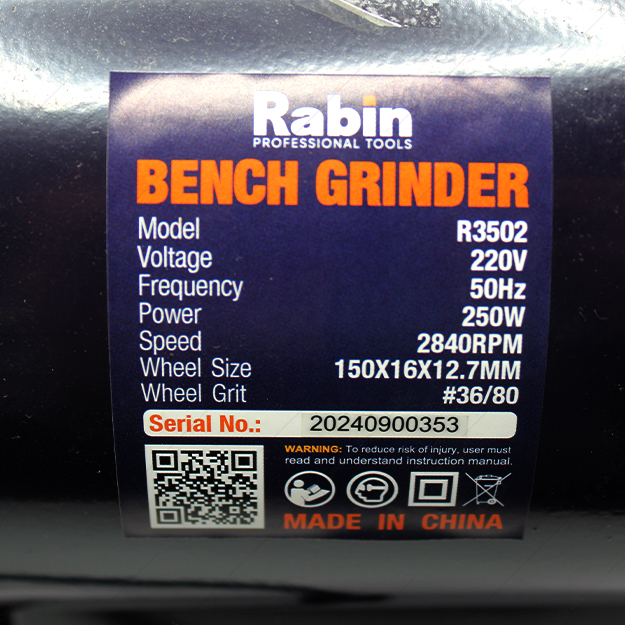 Rabin
PROFESSIONAL TOOLS
BENCH GRINDER
Model R3502
Voltage 220V
Frequency 50Hz
Power 250W
Speed 2840RPM
Wheel Size 150X16X12.7MM
Wheel Grit #36/80
Serial No.: 20240900353
WARNING: To reduce risk of injury, user must
read and understand instruction manual.
MADE IN CHINA